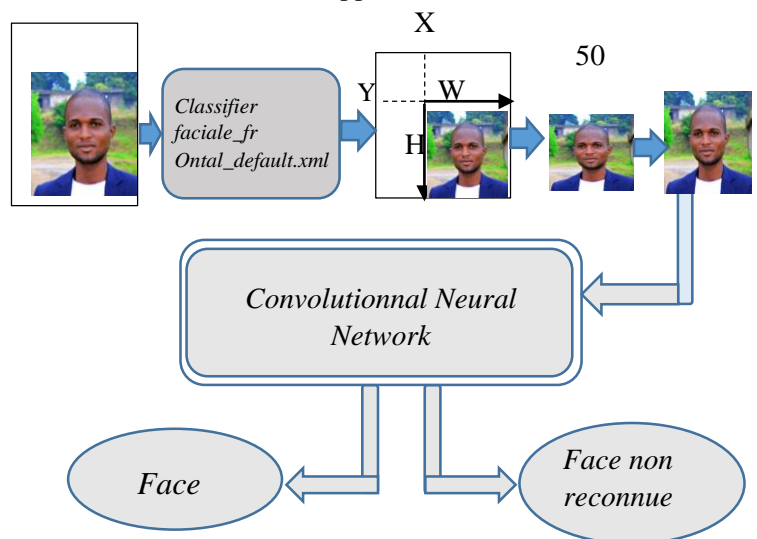 X
50
Y
W
H
Classifier
faciale_fr
Ontal_default.xml
Convolutionnal Neural
Network
Face
Face non
reconnue